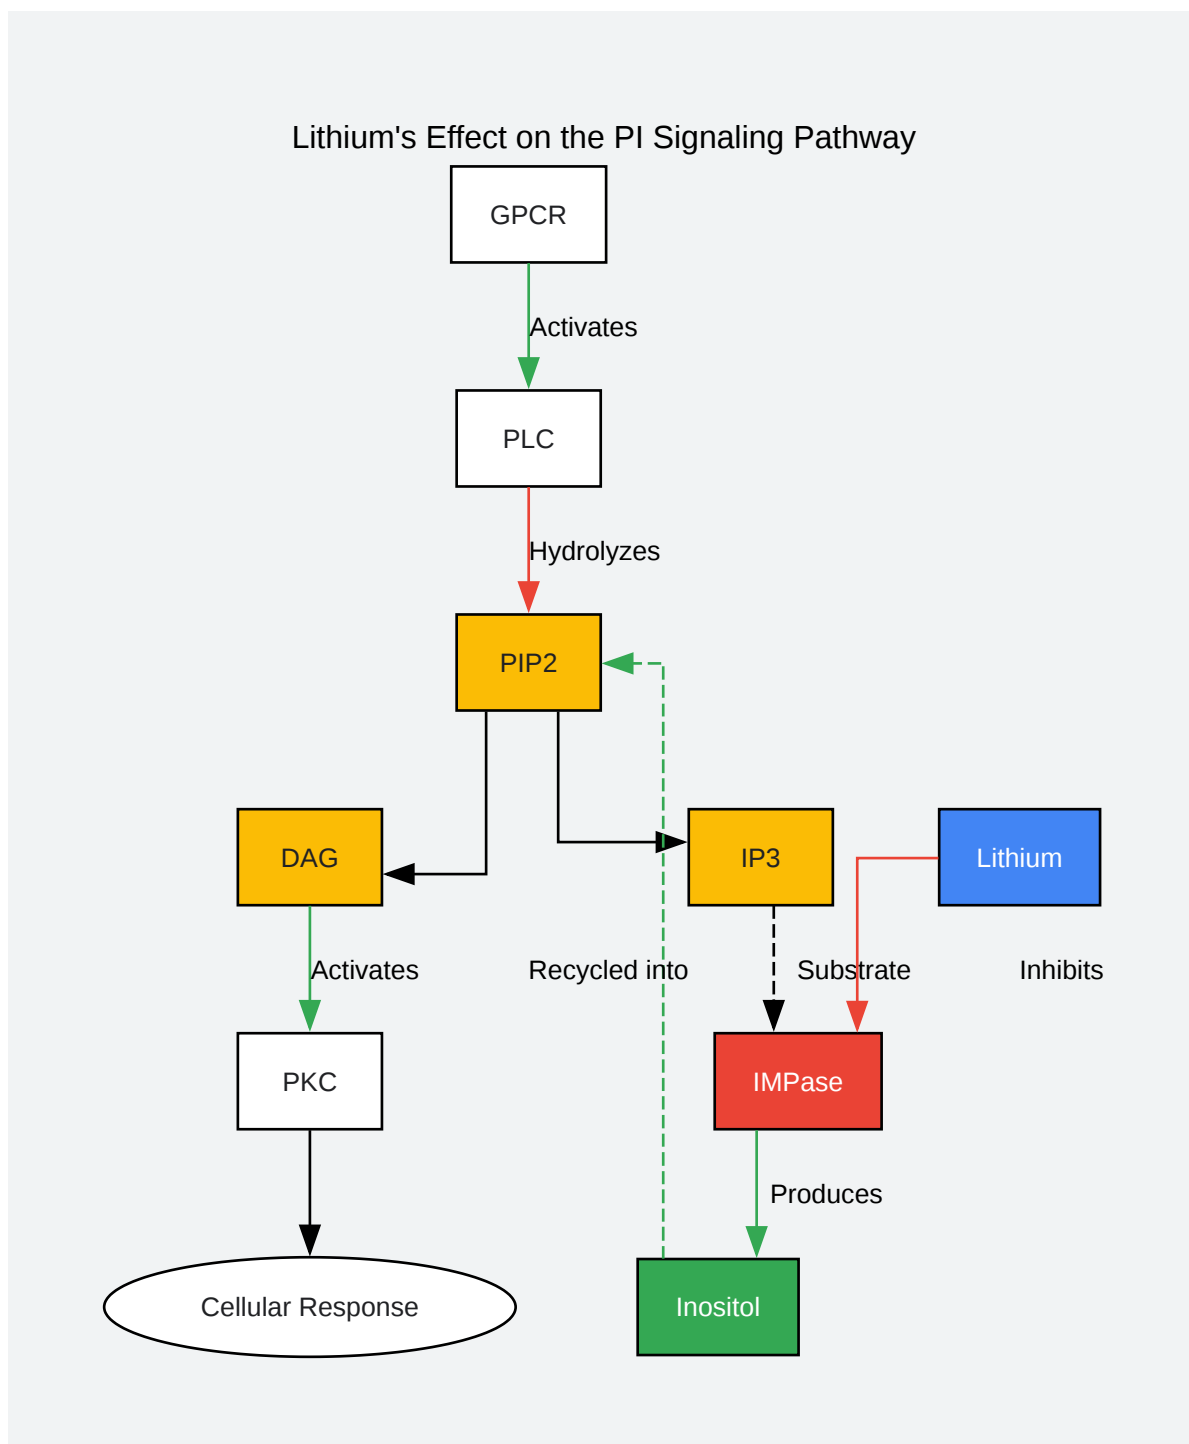 Lithium's Effect on the PI Signaling Pathway
GPCR
Activates
PLC
Hydrolyzes
PIP2
DAG
IP3
Lithium
Activates
Recycled into
Substrate
Inhibits
PKC
IMPase
Produces
Cellular Response
Inositol